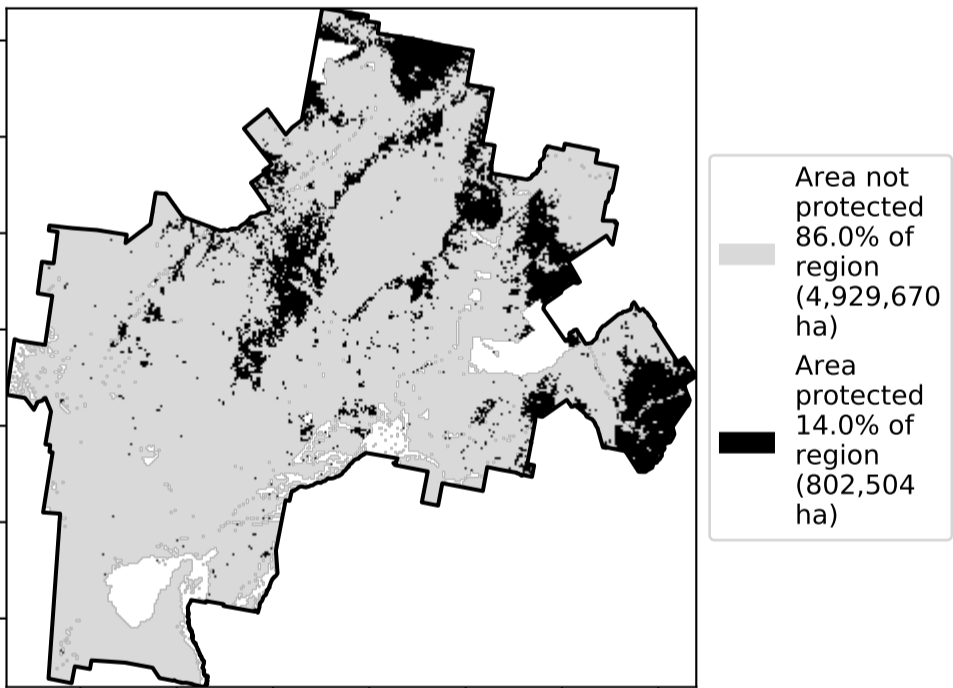 Area not
protected
86.0% of
region
(4,929,670
ha)
Area
protected
14.0% of
region
(802,504
ha)